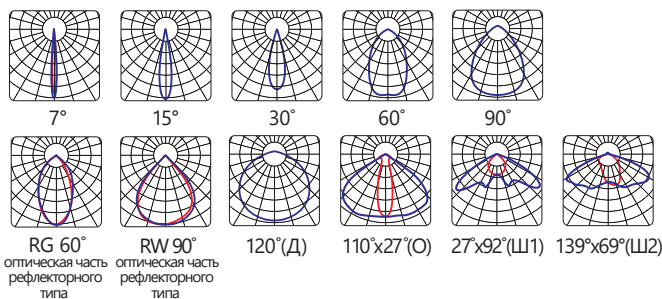 7°
15°
30°
60°
90°
RG 60°
оптическая часть
рефлекторного
типа
RW 90°
оптическая часть
рефлекторного
типа
120°(Д)
110°x27°(О)
27°x92°(Ш1)
139°x69°(Ш2)